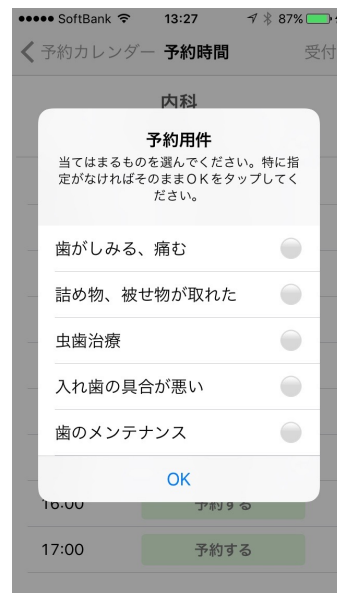 SoftBank 13:27 87%
予約カレンダー 予約時間 受付
内科
予約用件
当てはまるものを選んでください。特に指
定がなければそのままOKをタップしてく
ださい。
歯がしみる、痛む
詰め物、被せ物が取れた
虫歯治療
入れ歯の具合が悪い
歯のメンテナンス
OK
16:00 予約する
17:00 予約する